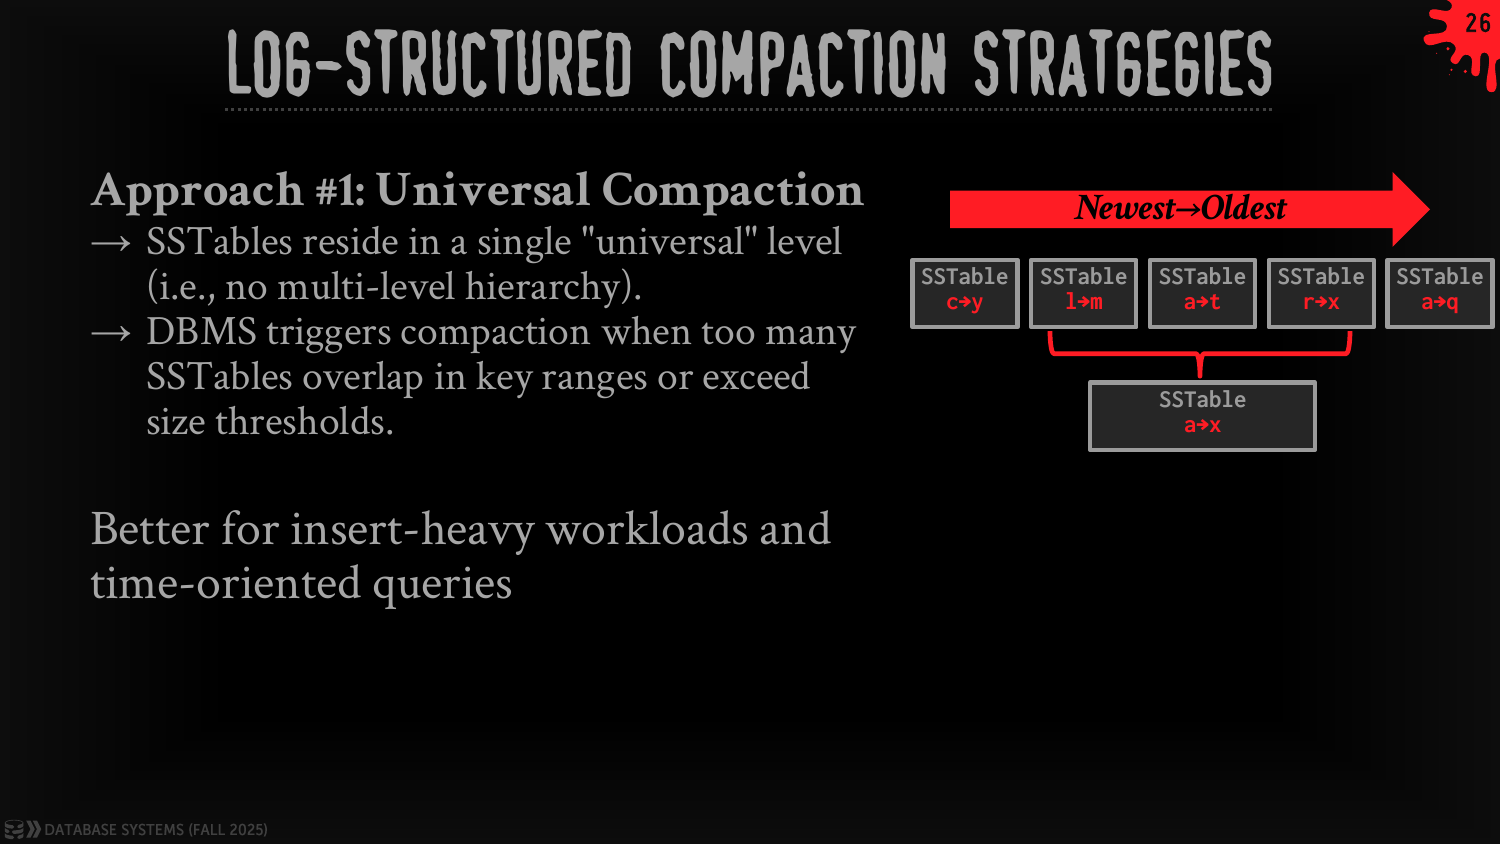 26
LOG-STRUCTURED COMPACTION STRATGEGIES
Approach #1: Universal Compaction
→ SSTables reside in a single "universal" level
(i.e., no multi-level hierarchy).
→ DBMS triggers compaction when too many
SSTables overlap in key ranges or exceed
size thresholds.
Better for insert-heavy workloads and
time-oriented queries
Newest→Oldest
SSTable SSTable SSTable SSTable SSTable
c→y l→m a→t r→x a→q
SSTable
a→x
DATABASE SYSTEMS (FALL 2025)